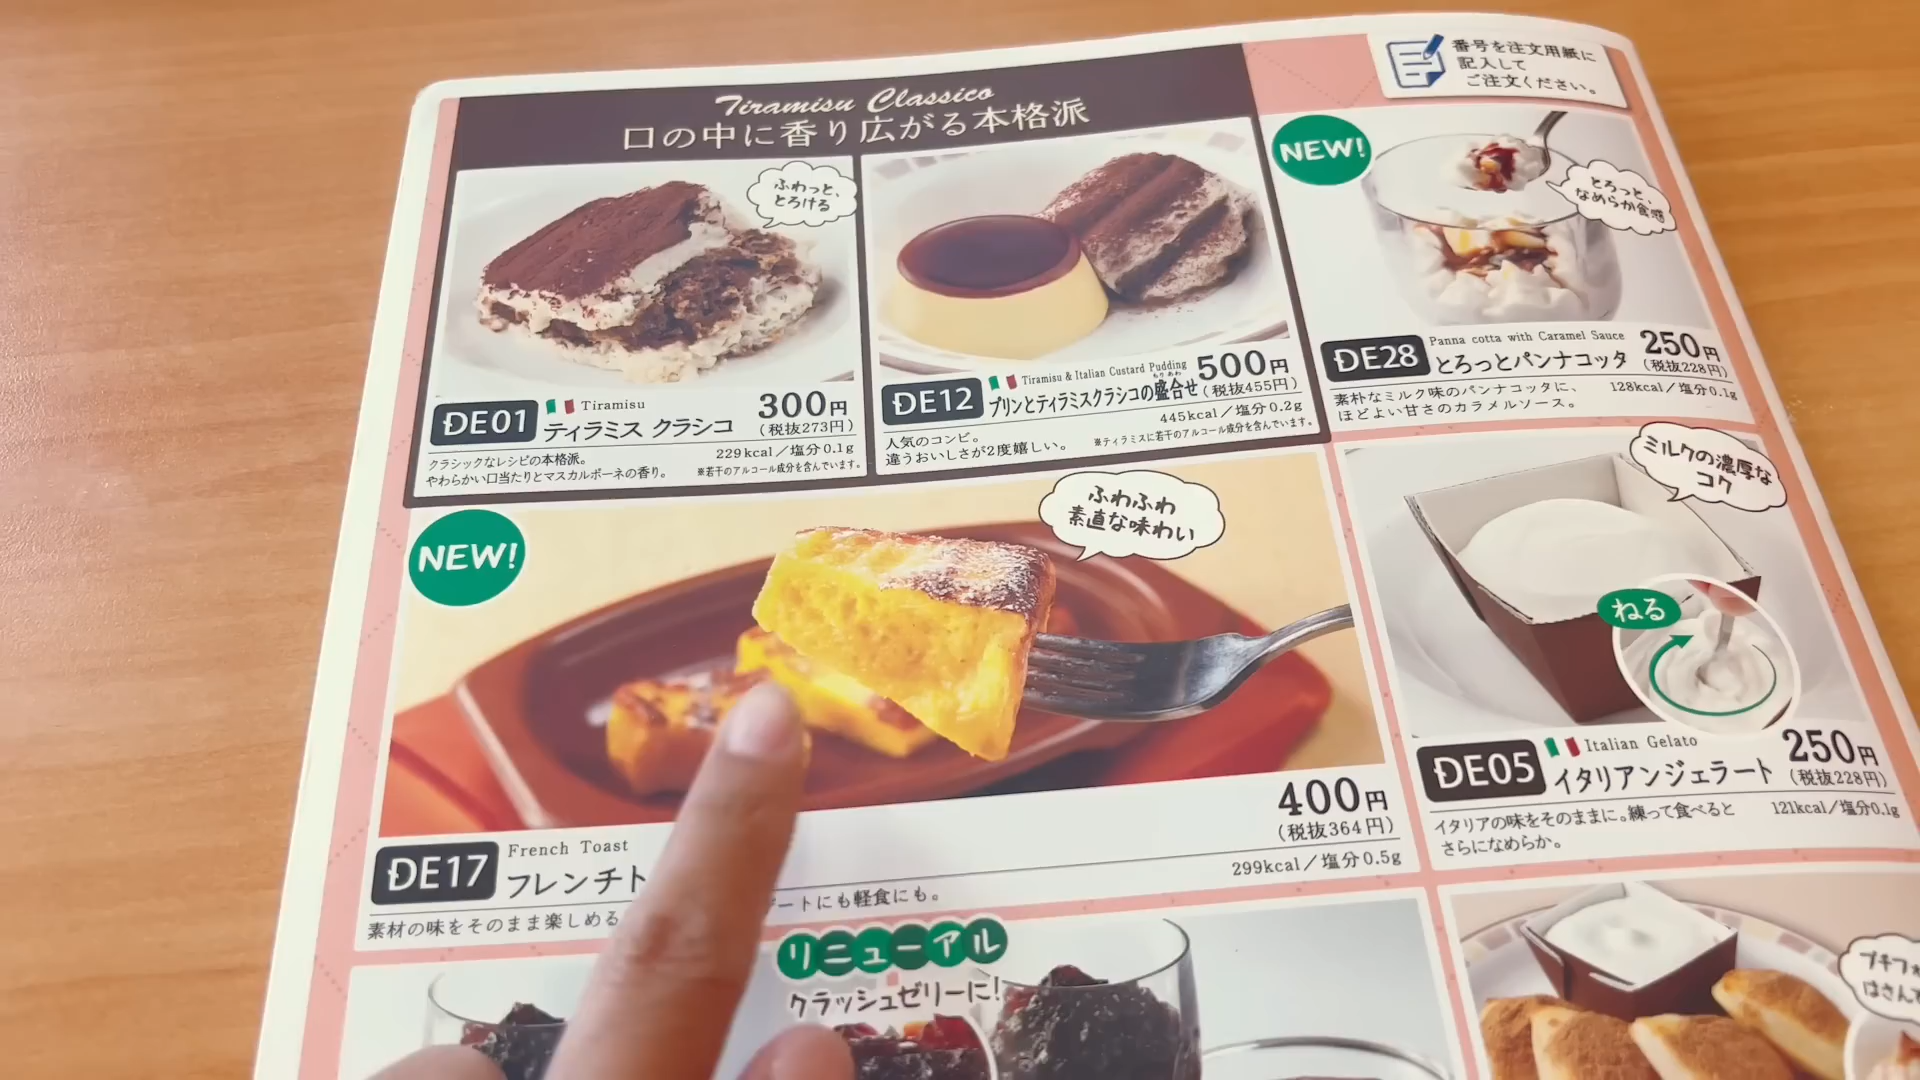 番号を注文用紙に
記入して
ご注文ください。
Tiramisu Classico
口の中に香り広がる本格派
ふわっと、
とろける
DE01
Tiramisu
ティラミス クラシコ
300円
(税抜273円)
229kcal/塩分0.1g
クラシックなレシピの本格派。
やわらかい口当たりとマスカルポーネの香り。
※若干のアルコール成分を含んでいます。
DE12
Tiramisu & Italian Custard Pudding
プリンとティラミスクラシコの盛合せ
もりあわ
500円
(税抜455円)
445kcal/塩分0.2g
人気のコンビ。
違うおいしさが2度嬉しい。
※ティラミスに若干のアルコール成分を含んでいます。
NEW!
とろっと、
なめらか食感
DE28
Panna cotta with Caramel Sauce
とろっとパンナコッタ
250円
(税抜228円)
128kcal/塩分0.1g
素朴なミルク味のパンナコッタに、
ほどよい甘さのカラメルソース。
NEW!
ふわふわ
素直な味わい
DE17
French Toast
フレンチト
400円
(税抜364円)
299kcal/塩分0.5g
素材の味をそのまま楽しめる
ートにも軽食にも。
ミルクの濃厚な
コク
ねる
DE05
Italian Gelato
イタリアンジェラート
250円
(税抜228円)
121kcal/塩分0.1g
イタリアの味をそのままに。練って食べると
さらになめらか。
リニューアル
クラッシュゼリーに!
プチフォ
はさんで